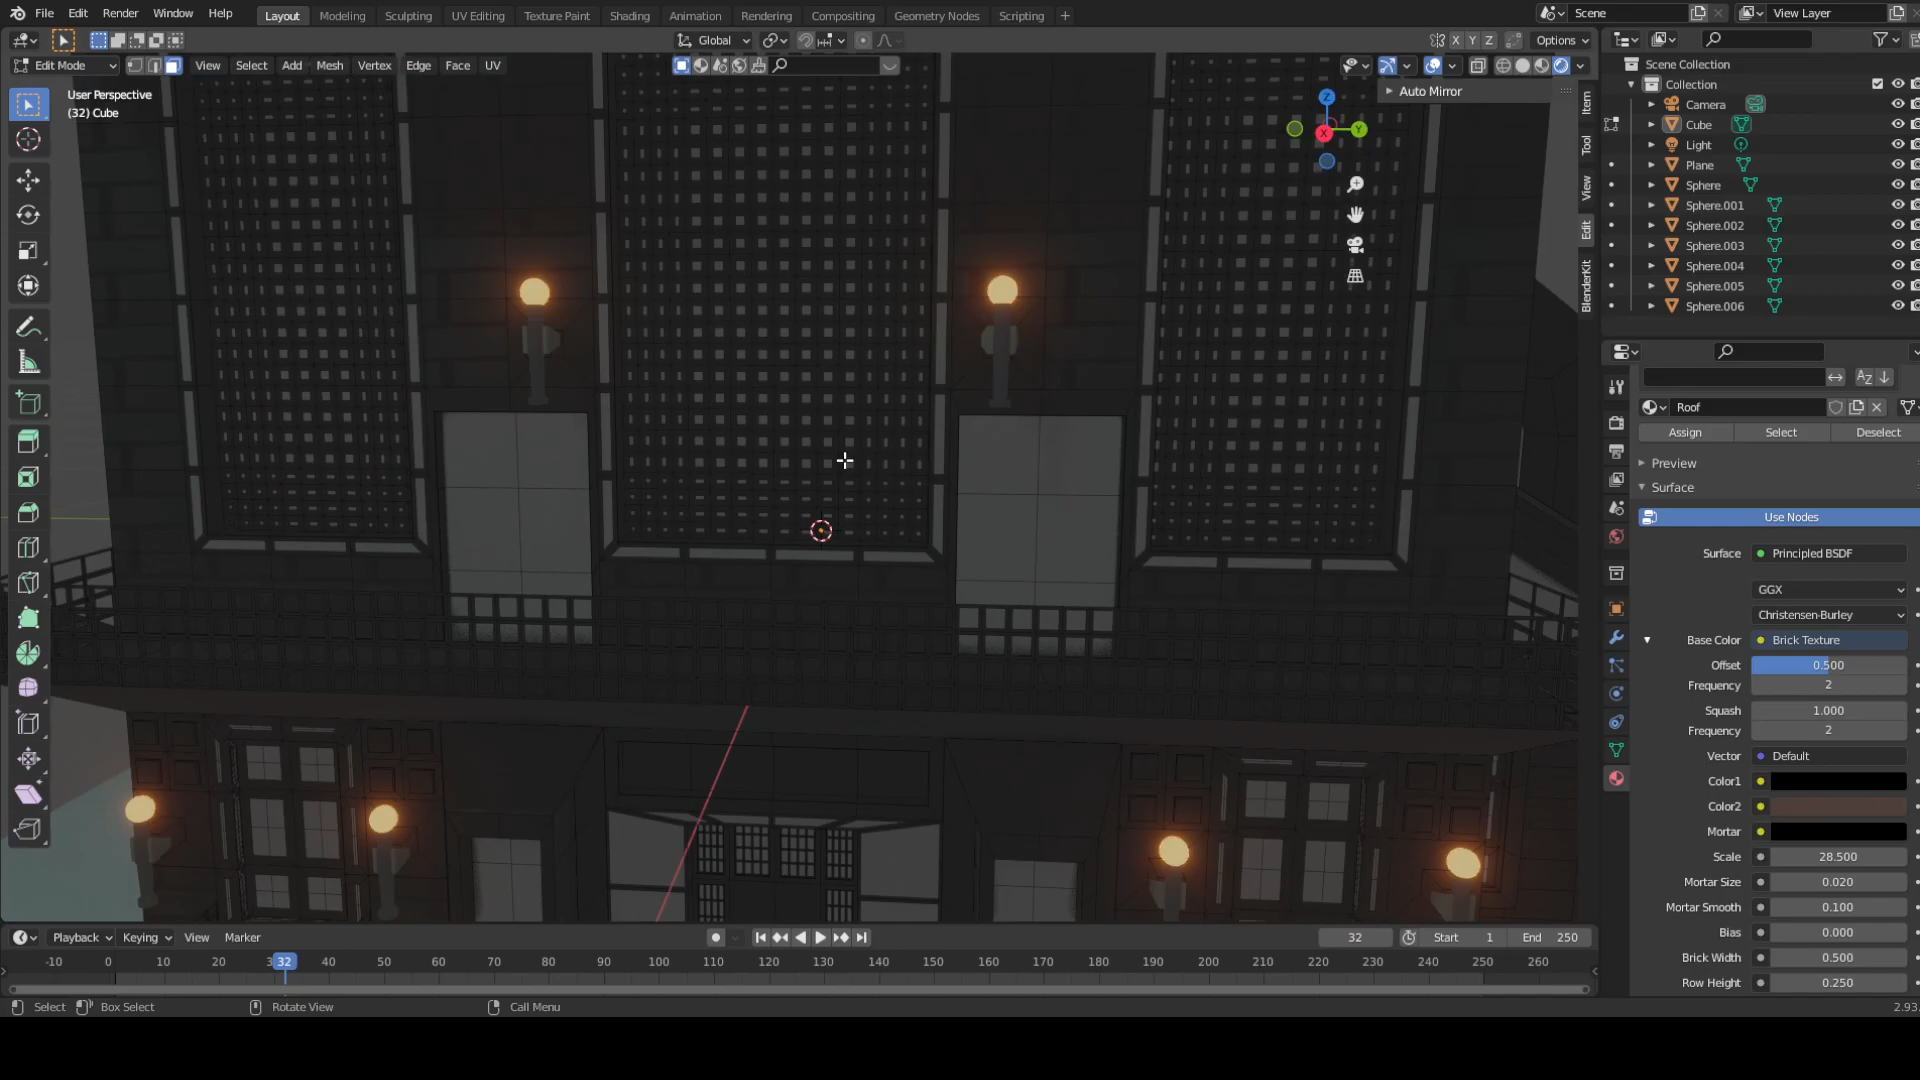 File Edit Render Window Help Layout Modeling Sculpting UV Editing Texture Paint Shading Animation Rendering Compositing Geometry Nodes Scripting + Scene View Layer
Global X Y Z Options
Edit Mode View Select Add Mesh Vertex Edge Face UV
User Perspective
(32) Cube
Auto Mirror
Z
Y
X
Item
Tool
View
Edit
BlenderKit
Scene Collection
Collection
Camera
Cube
Light
Plane
Sphere
Sphere.001
Sphere.002
Sphere.003
Sphere.004
Sphere.005
Sphere.006
Roof
Assign Select Deselect
Preview
Surface
Use Nodes
Surface Principled BSDF
GGX
Christensen-Burley
Base Color Brick Texture
Offset 0.500
Frequency 2
Squash 1.000
Frequency 2
Vector Default
Color1
Color2
Mortar
Scale 28.500
Mortar Size 0.020
Mortar Smooth 0.100
Bias 0.000
Brick Width 0.500
Row Height 0.250
Playback Keying View Marker 32 Start 1 End 250
-10 0 10 20 3 32 40 50 60 70 80 90 100 110 120 130 140 150 160 170 180 190 200 210 220 230 240 250 260
Select Box Select Rotate View Call Menu 2.93